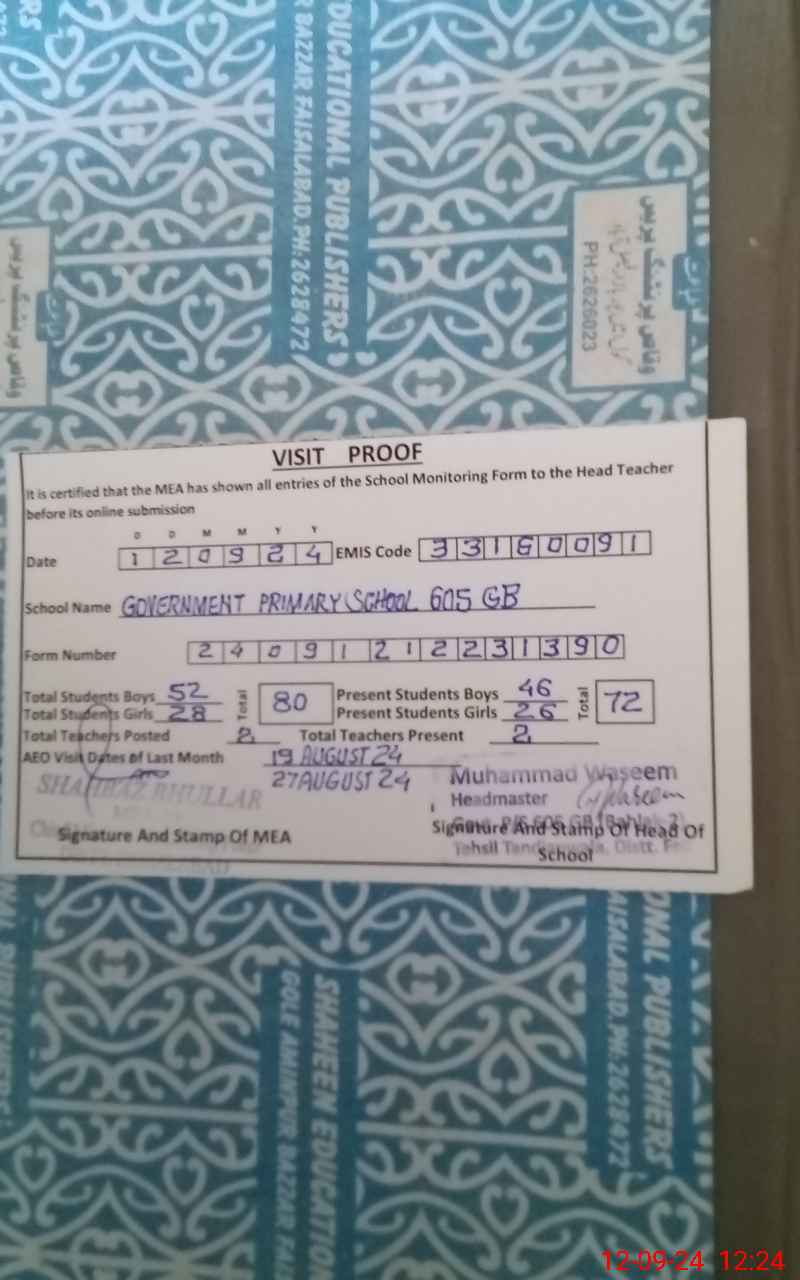 EDUCATIONAL PUBLISHERS
BAZZAR FAISALABAD.PH:2628472
PH:2626023
VISIT PROOF
It is certified that the MEA has shown all entries of the School Monitoring Form to the Head Teacher
before its online submission
D D M M Y Y
Date 1 2 0 9 2 4 EMIS Code 3 3 1 6 0 0 9 1
School Name GOVERNMENT PRIMARY SCHOOL 605 GB
Form Number 2 4 0 9 1 2 1 2 2 3 1 3 9 0
Total Students Boys 52 Total 80 Present Students Boys 46 Total 72
Total Students Girls 28 Present Students Girls 26
Total Teachers Posted 2 Total Teachers Present 2
AEO Visit Dates of Last Month 19 AUGUST 24
27 AUGUST 24
Muhammad Waseem
SHAHBAZ BHULLAR
Headmaster Waseem
Signature And Stamp Of MEA
Signature And Stamp Of Head Of
School
SHAHEEN EDUCATION
GOLE AMINPUR BAZZAR
ONAL PUBLISHERS
AISALABAD.PH:2628472
12-09-24 12:24